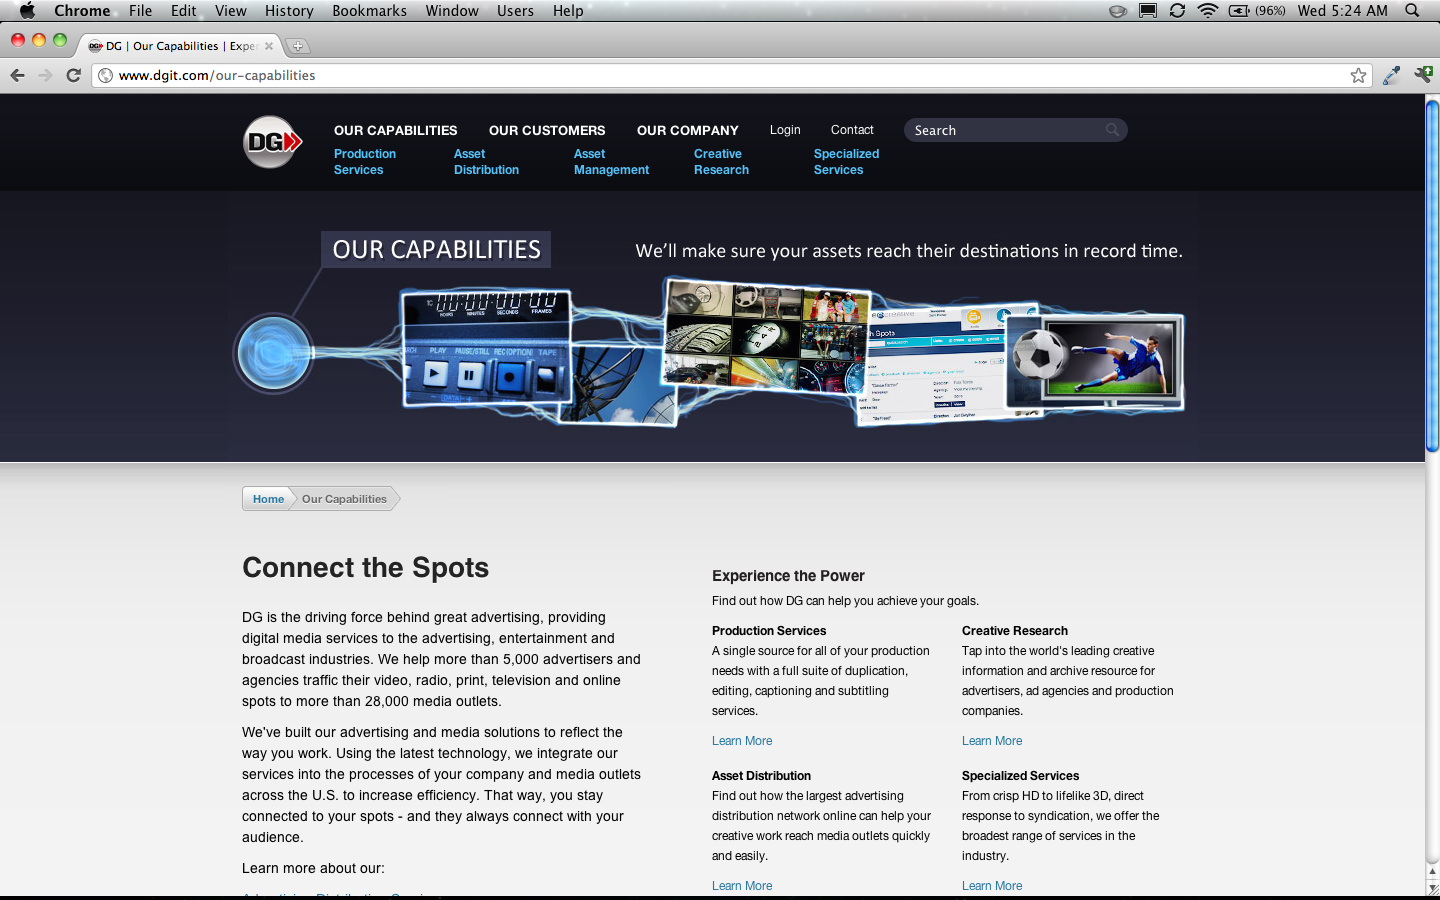 Chrome File Edit View History Bookmarks Window Users Help (96%) Wed 5:24 AM
DG | Our Capabilities | Expe
www.dgit.com/our-capabilities
DG
OUR CAPABILITIES OUR CUSTOMERS OUR COMPANY Login Contact Search
Production Services
Asset Distribution
Asset Management
Creative Research
Specialized Services
OUR CAPABILITIES
We'll make sure your assets reach their destinations in record time.
HOURS MINUTES SECONDS FRAMES
PLAY PAUSE/STILL REC(OPTION) TAPE
Home Our Capabilities
Connect the Spots
DG is the driving force behind great advertising, providing
digital media services to the advertising, entertainment and
broadcast industries. We help more than 5,000 advertisers and
agencies traffic their video, radio, print, television and online
spots to more than 28,000 media outlets.
We've built our advertising and media solutions to reflect the
way you work. Using the latest technology, we integrate our
services into the processes of your company and media outlets
across the U.S. to increase efficiency. That way, you stay
connected to your spots - and they always connect with your
audience.
Learn more about our:
Experience the Power
Find out how DG can help you achieve your goals.
Production Services
A single source for all of your production
needs with a full suite of duplication,
editing, captioning and subtitling
services.
Learn More
Creative Research
Tap into the world's leading creative
information and archive resource for
advertisers, ad agencies and production
companies.
Learn More
Asset Distribution
Find out how the largest advertising
distribution network online can help your
creative work reach media outlets quickly
and easily.
Learn More
Specialized Services
From crisp HD to lifelike 3D, direct
response to syndication, we offer the
broadest range of services in the
industry.
Learn More